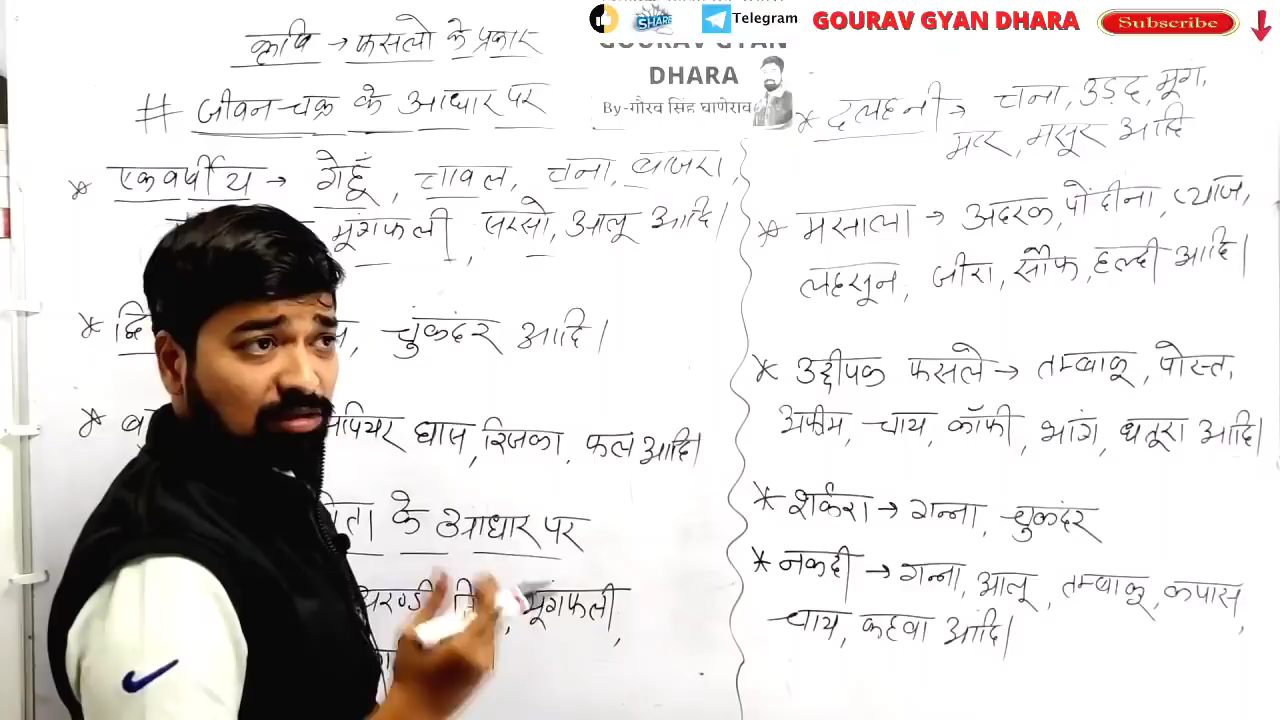 SHARE
Telegram
GOURAV GYAN DHARA
Subscribe
GOURAV GYAN
DHARA
By-गौरव सिंह घाणेराव
कृषि → फसलो के प्रकार
# जीवन चक्र के आधार पर
* एकवर्षीय → गेहूँ, चावल, चना, बाजरा,
मूंगफली, सरसो, आलू आदि।
चुकंदर आदि।
घास, रिजका, फल आदि।
के आधार पर
मूंगफली,
* दलहनी → चना, उड़द, मूग,
मटर, मसूर आदि
* मसाला → अदरक, पोदीना, प्याज,
लहसून, जीरा, सौफ, हल्दी आदि।
* उद्दीपक फसले → तम्बाकू, पोस्त,
अफीम, चाय, कॉफी, भांग, धतूरा आदि।
* शर्करा → गन्ना, चुकंदर
* नकदी → गन्ना, आलू, तम्बाकू, कपास,
चाय, कहवा आदि।